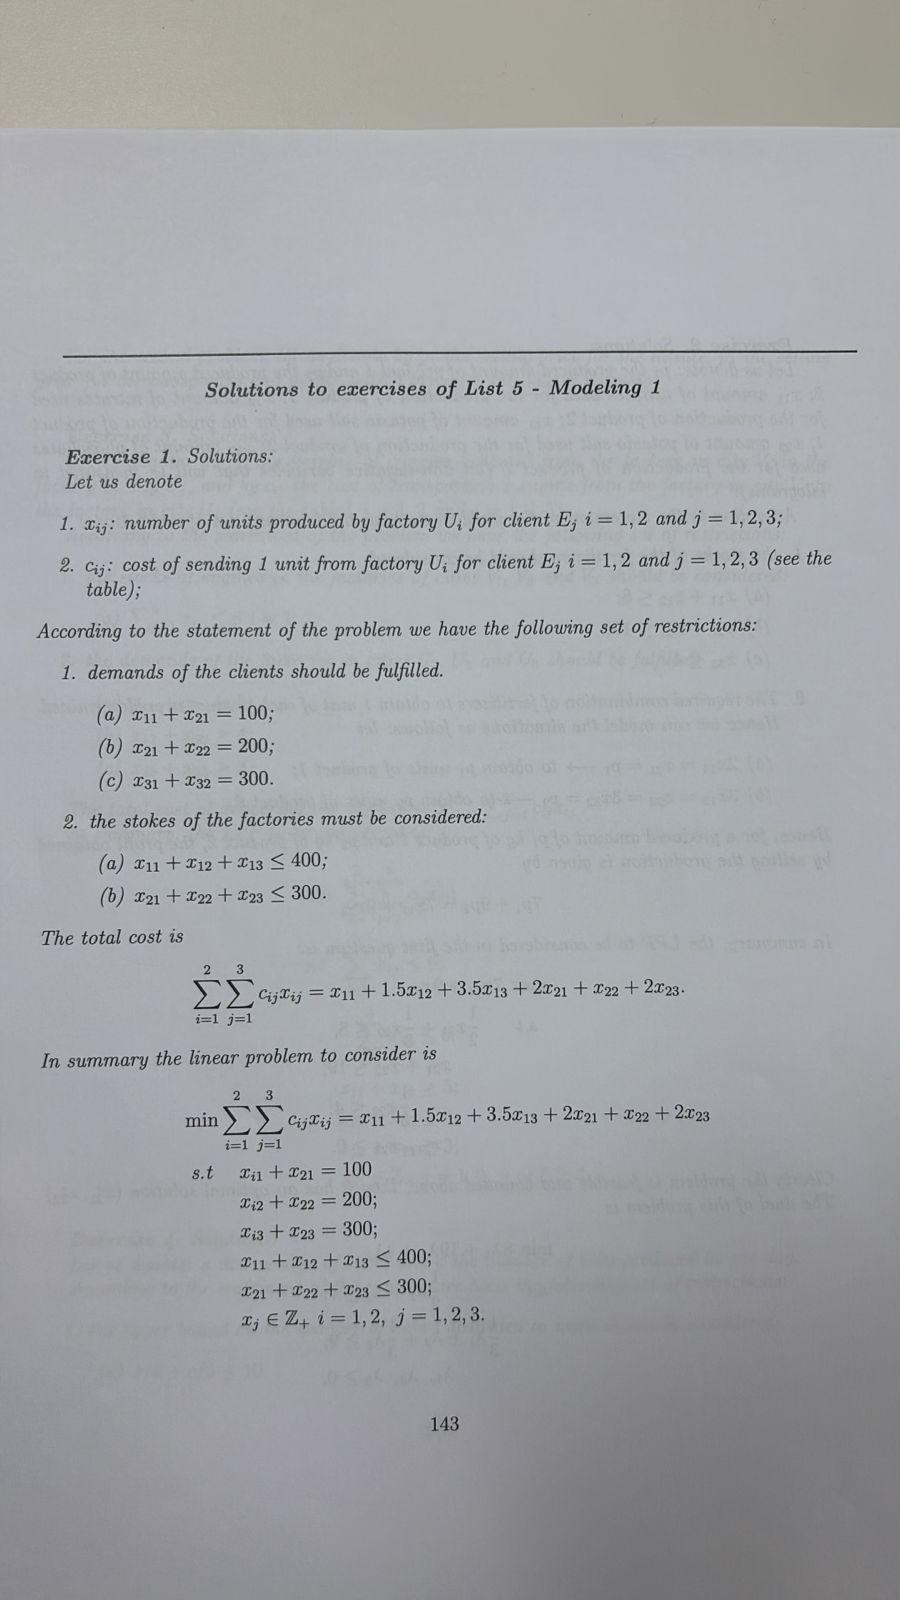 Solutions to exercises of List 5 - Modeling 1
Exercise 1. Solutions:
Let us denote
1. x_{ij}: number of units produced by factory U_i for client E_j i = 1, 2 and j = 1, 2, 3;
2. c_{ij}: cost of sending 1 unit from factory U_i for client E_j i = 1, 2 and j = 1, 2, 3 (see the
table);
According to the statement of the problem we have the following set of restrictions:
1. demands of the clients should be fulfilled.
(a) x_{11} + x_{21} = 100;
(b) x_{21} + x_{22} = 200;
(c) x_{31} + x_{32} = 300.
2. the stokes of the factories must be considered:
(a) x_{11} + x_{12} + x_{13} ≤ 400;
(b) x_{21} + x_{22} + x_{23} ≤ 300.
The total cost is
∑_{i=1}^{2} ∑_{j=1}^{3} c_{ij}x_{ij} = x_{11} + 1.5x_{12} + 3.5x_{13} + 2x_{21} + x_{22} + 2x_{23}.
In summary the linear problem to consider is
min ∑_{i=1}^{2} ∑_{j=1}^{3} c_{ij}x_{ij} = x_{11} + 1.5x_{12} + 3.5x_{13} + 2x_{21} + x_{22} + 2x_{23}
s.t x_{i1} + x_{21} = 100
x_{i2} + x_{22} = 200;
x_{i3} + x_{23} = 300;
x_{11} + x_{12} + x_{13} ≤ 400;
x_{21} + x_{22} + x_{23} ≤ 300;
x_j ∈ ℤ_+ i = 1, 2, j = 1, 2, 3.
143